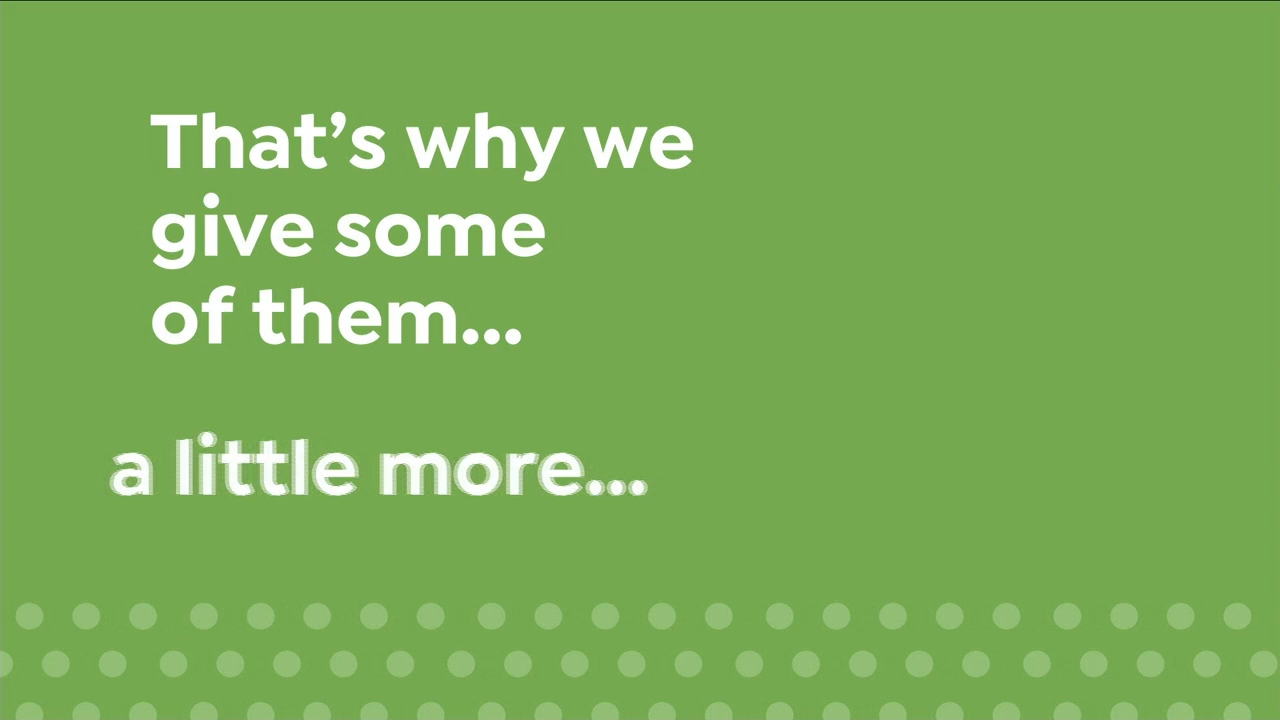 That’s why we
give some
of them...
a little more...